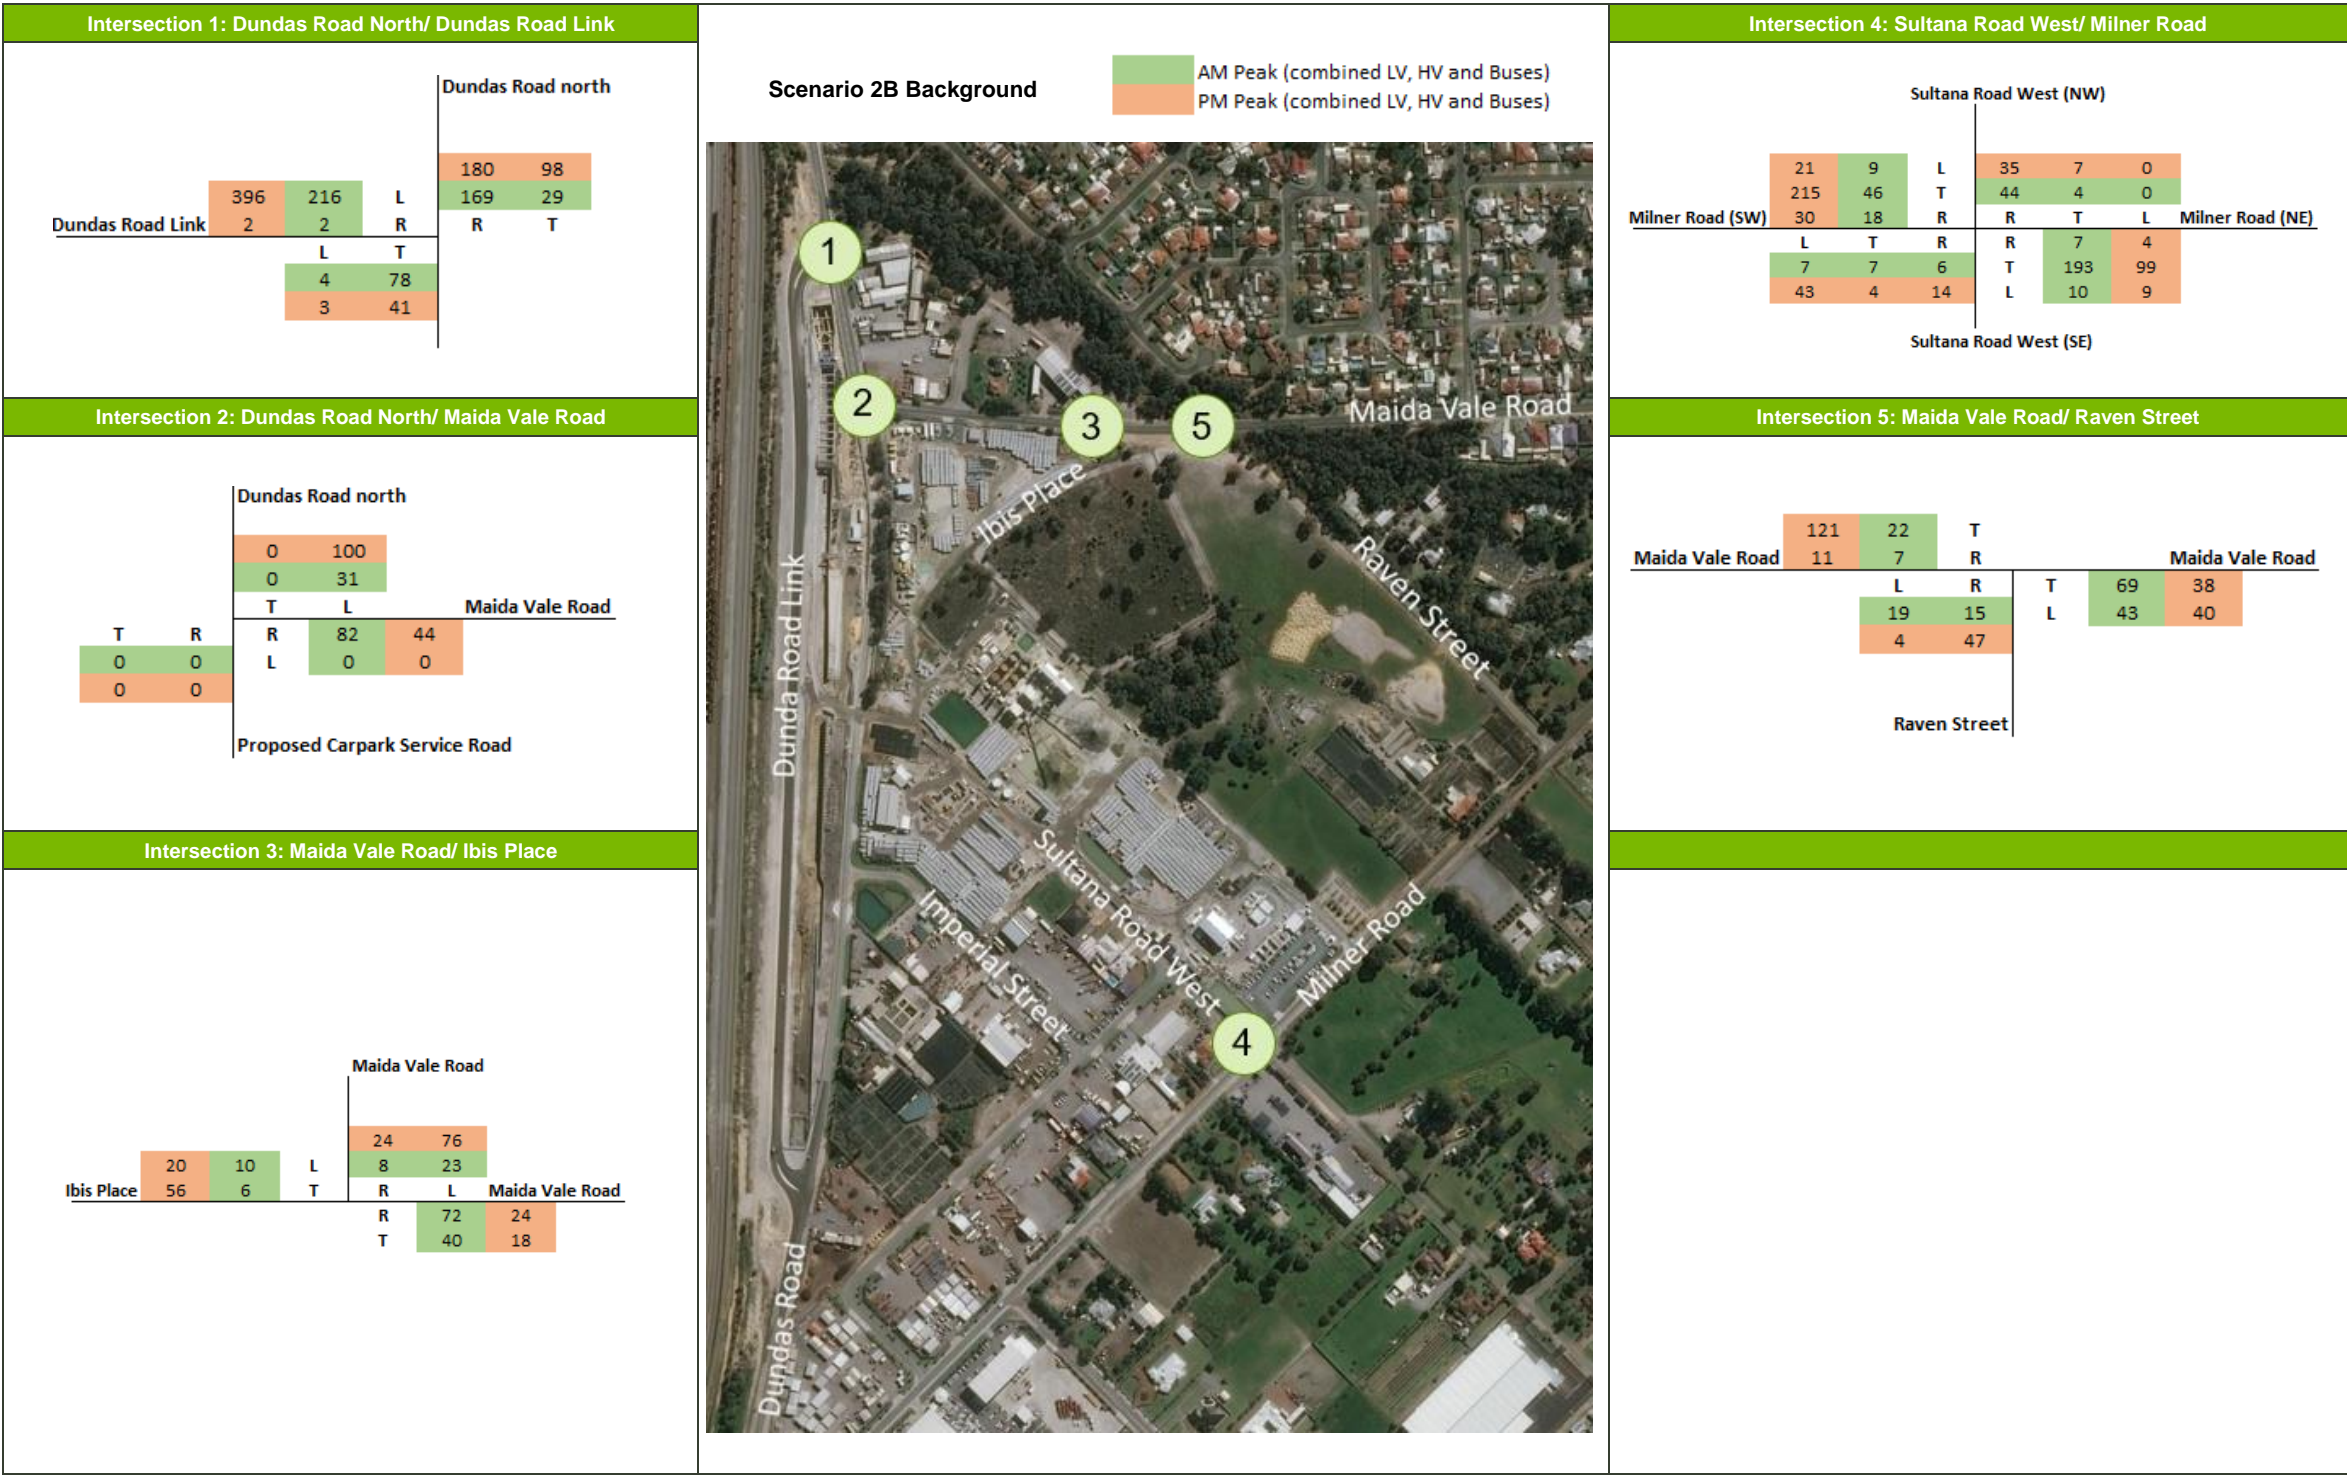 Intersection 1: Dundas Road North/ Dundas Road Link
Dundas Road north
180 98
396 216 L 169 29
Dundas Road Link 2 2 R R T
L T
4 78
3 41
Intersection 2: Dundas Road North/ Maida Vale Road
Dundas Road north
0 100
0 31
T L Maida Vale Road
T R R 82 44
0 0 L 0 0
0 0
Proposed Carpark Service Road
Intersection 3: Maida Vale Road/ Ibis Place
Maida Vale Road
24 76
20 10 L 8 23
Ibis Place 56 6 T R L Maida Vale Road
R 72 24
T 40 18
Scenario 2B Background
AM Peak (combined LV, HV and Buses)
PM Peak (combined LV, HV and Buses)
1
2
3
5
Maida Vale Road
Ibis Place
Raven Street
Dunda Road Link
Sultana Road West
Imperial Street
Milner Road
4
Dundas Road
Intersection 4: Sultana Road West/ Milner Road
Sultana Road West (NW)
21 9 L 35 7 0
215 46 T 44 4 0
Milner Road (SW) 30 18 R R T L Milner Road (NE)
L T R R 7 4
7 7 6 T 193 99
43 4 14 L 10 9
Sultana Road West (SE)
Intersection 5: Maida Vale Road/ Raven Street
121 22 T
Maida Vale Road 11 7 R Maida Vale Road
L R T 69 38
19 15 L 43 40
4 47
Raven Street